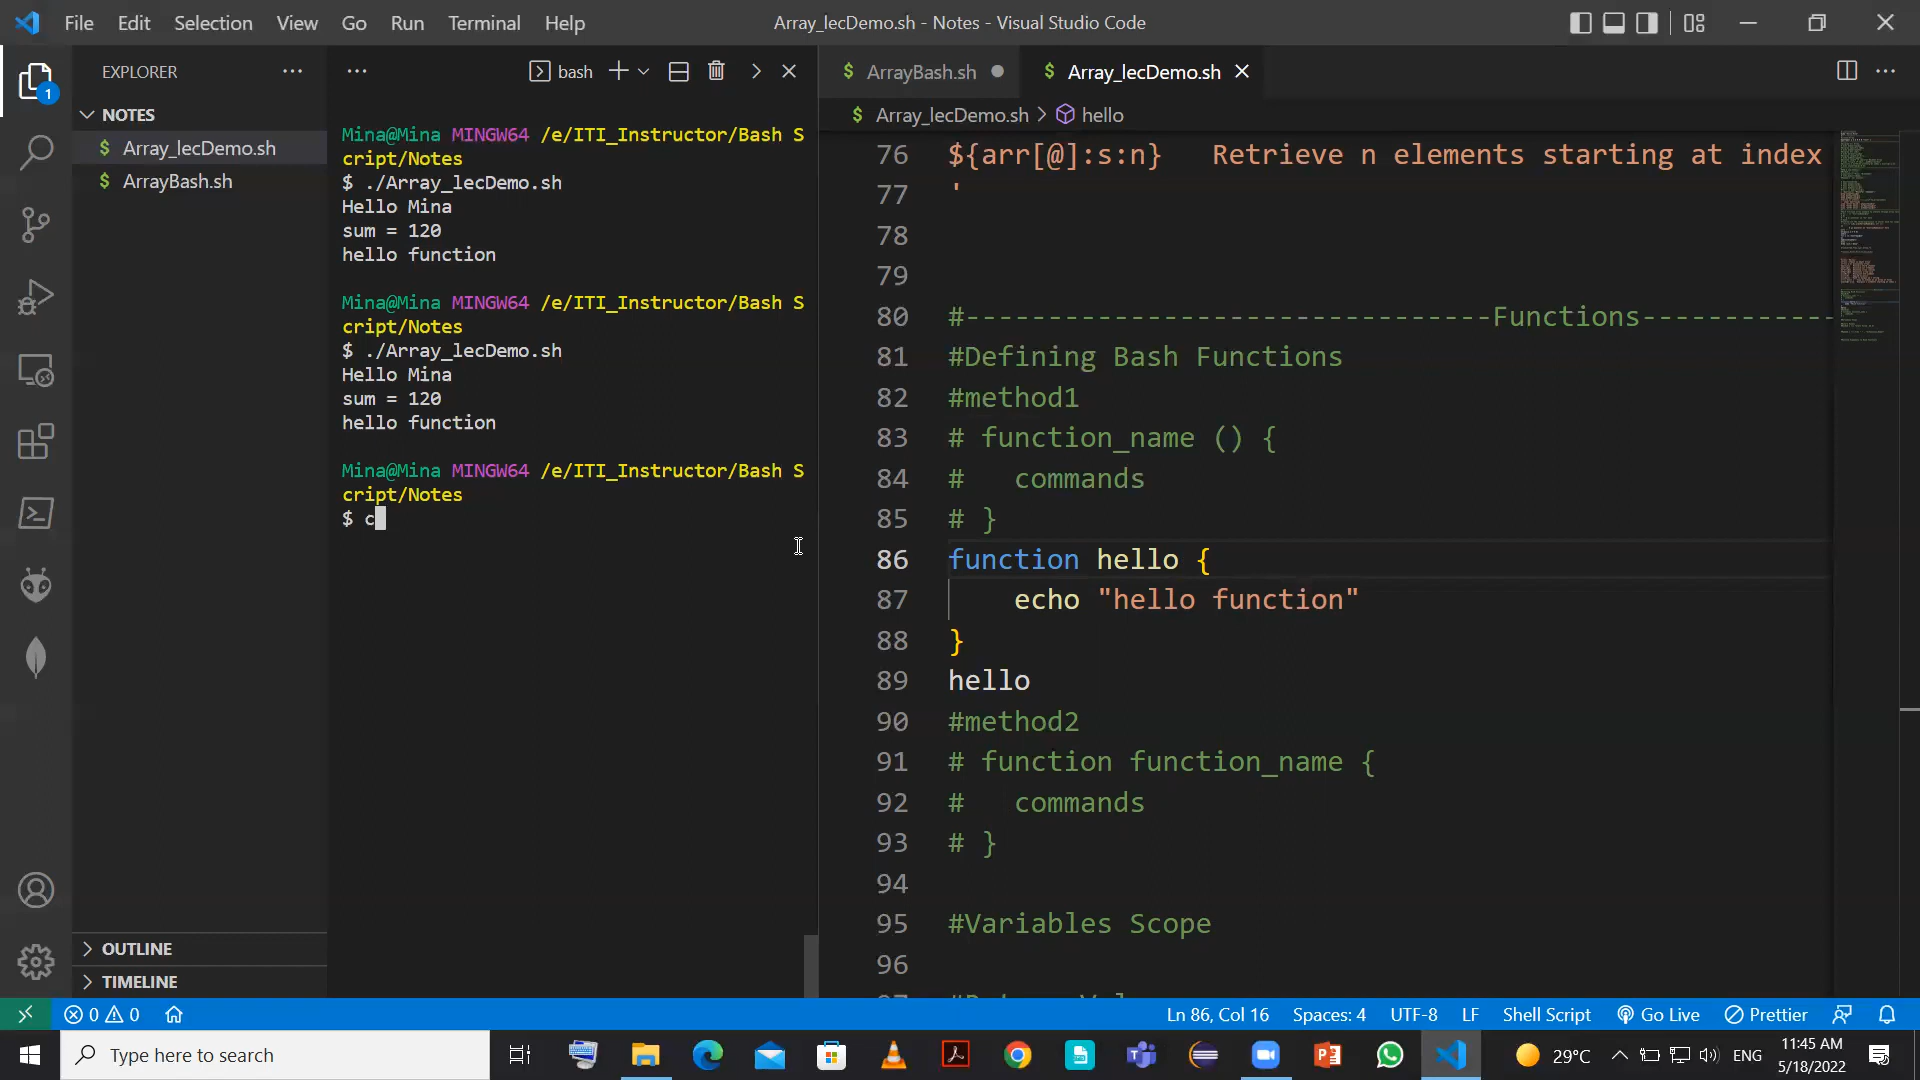 File Edit Selection View Go Run Terminal Help
Array_lecDemo.sh - Notes - Visual Studio Code
EXPLORER
NOTES
$ Array_lecDemo.sh
$ ArrayBash.sh
OUTLINE
TIMELINE
1
bash
Mina@Mina MINGW64 /e/ITI_Instructor/Bash S
cript/Notes
$ ./Array_lecDemo.sh
Hello Mina
sum = 120
hello function
Mina@Mina MINGW64 /e/ITI_Instructor/Bash S
cript/Notes
$ ./Array_lecDemo.sh
Hello Mina
sum = 120
hello function
Mina@Mina MINGW64 /e/ITI_Instructor/Bash S
cript/Notes
$ c
$ ArrayBash.sh
$ Array_lecDemo.sh
$ Array_lecDemo.sh > hello
76 ${arr[@]:s:n} Retrieve n elements starting at index
77 '
78
79
80 #--------------------------------Functions------------
81 #Defining Bash Functions
82 #method1
83 # function_name () {
84 #   commands
85 # }
86 function hello {
87     echo "hello function"
88 }
89 hello
90 #method2
91 # function function_name {
92 #   commands
93 # }
94
95 #Variables Scope
96
0 0
Ln 86, Col 16 Spaces: 4 UTF-8 LF Shell Script Go Live Prettier
Type here to search
29°C ENG
11:45 AM
5/18/2022